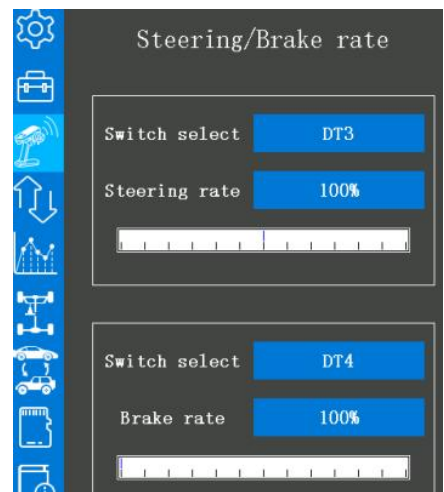 Steering/Brake rate
Switch select DT3
Steering rate 100%
Switch select DT4
Brake rate 100%